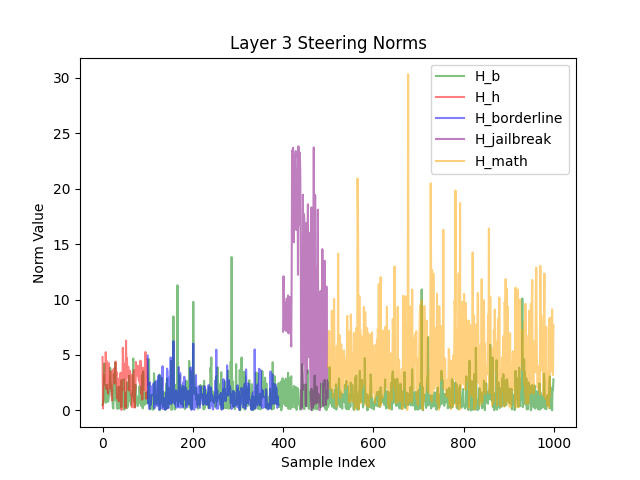 Layer 3 Steering Norms
30
25
20
15
10
5
0
Norm Value
H_b
H_h
H_borderline
H_jailbreak
H_math
0
200
400
600
800
1000
Sample Index